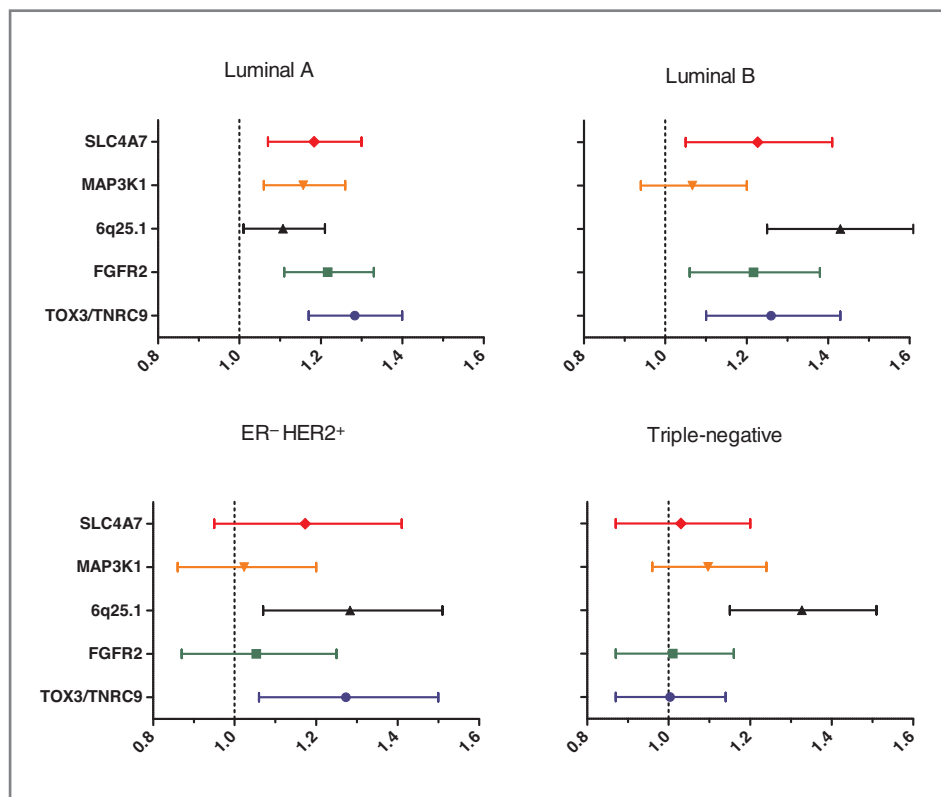 Luminal A
Luminal B
SLC4A7
MAP3K1
6q25.1
FGFR2
TOX3/TNRC9
0.8 1.0 1.2 1.4 1.6
0.8 1.0 1.2 1.4 1.6
ER⁻ HER2⁺
Triple-negative
SLC4A7
MAP3K1
6q25.1
FGFR2
TOX3/TNRC9
0.8 1.0 1.2 1.4 1.6
0.8 1.0 1.2 1.4 1.6